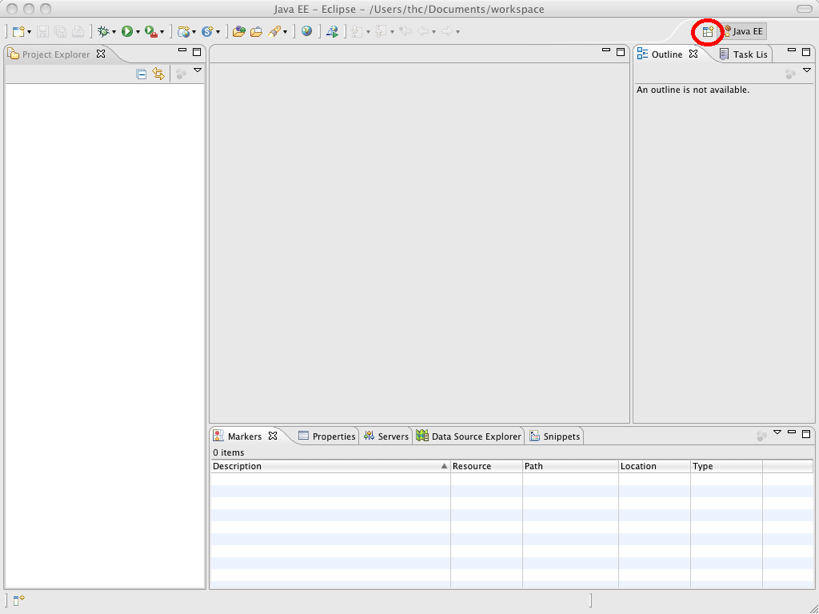 Java EE – Eclipse – /Users/thc/Documents/workspace
Java EE
Project Explorer
Outline
Task Lis
An outline is not available.
Markers
Properties
Servers
Data Source Explorer
Snippets
0 items
Description
Resource
Path
Location
Type